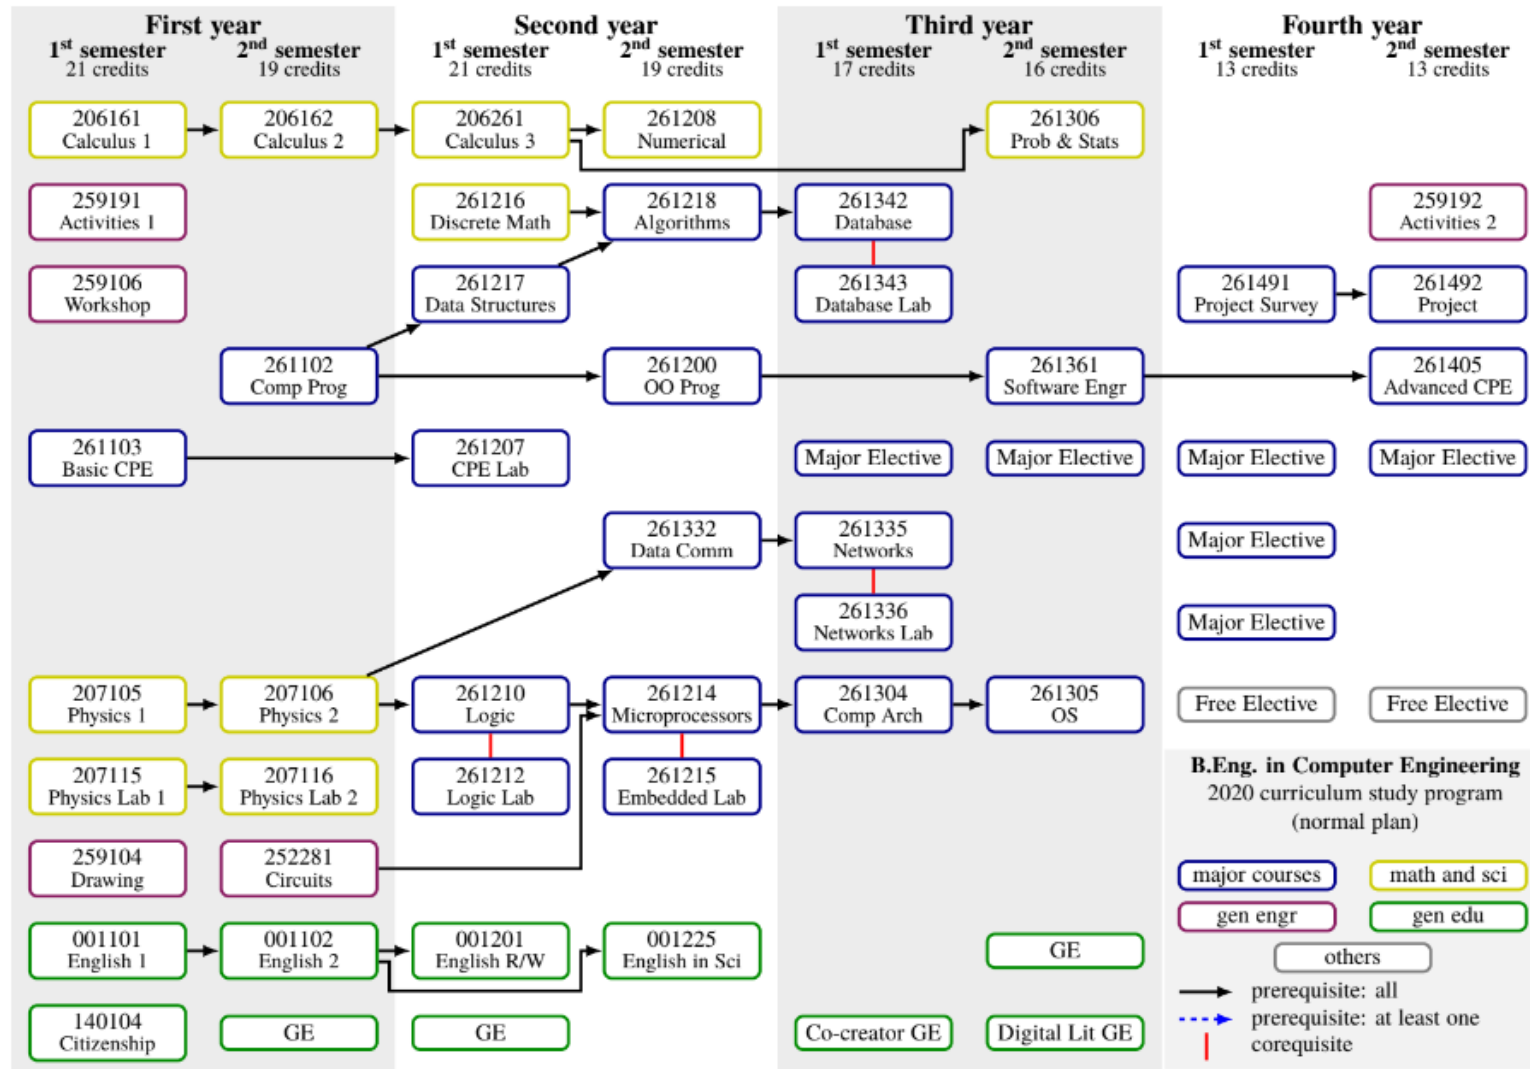 First year
Second year
Third year
Fourth year
1st semester
2nd semester
1st semester
2nd semester
1st semester
2nd semester
1st semester
2nd semester
21 credits
19 credits
21 credits
19 credits
17 credits
16 credits
13 credits
13 credits
206161
Calculus 1
206162
Calculus 2
206261
Calculus 3
261208
Numerical
261306
Prob & Stats
259191
Activities 1
261216
Discrete Math
261218
Algorithms
261342
Database
259192
Activities 2
259106
Workshop
261217
Data Structures
261343
Database Lab
261491
Project Survey
261492
Project
261102
Comp Prog
261200
OO Prog
261361
Software Engr
261405
Advanced CPE
261103
Basic CPE
261207
CPE Lab
Major Elective
Major Elective
Major Elective
Major Elective
261332
Data Comm
261335
Networks
Major Elective
261336
Networks Lab
Major Elective
207105
Physics 1
207106
Physics 2
261210
Logic
261214
Microprocessors
261304
Comp Arch
261305
OS
Free Elective
Free Elective
207115
Physics Lab 1
207116
Physics Lab 2
261212
Logic Lab
261215
Embedded Lab
259104
Drawing
252281
Circuits
001101
English 1
001102
English 2
001201
English R/W
001225
English in Sci
GE
140104
Citizenship
GE
GE
Co-creator GE
Digital Lit GE
B.Eng. in Computer Engineering
2020 curriculum study program
(normal plan)
major courses
math and sci
gen engr
gen edu
others
prerequisite: all
prerequisite: at least one
corequisite